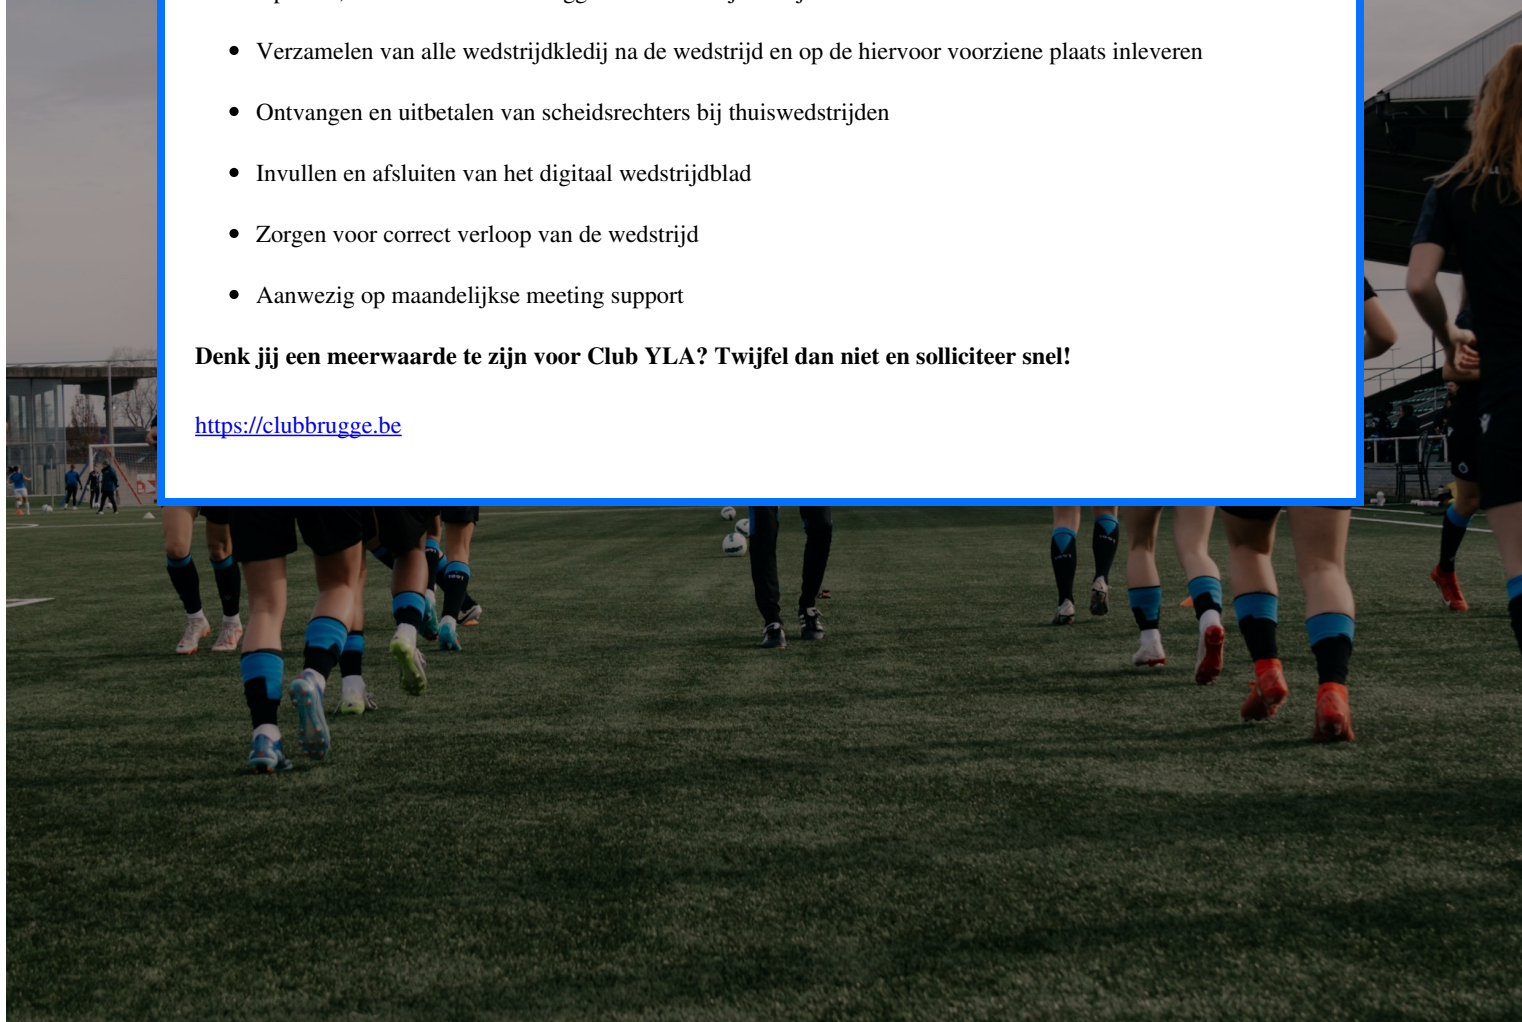 Verzamelen van alle wedstrijdkledij na de wedstrijd en op de hiervoor voorziene plaats inleveren
Ontvangen en uitbetalen van scheidsrechters bij thuiswedstrijden
Invullen en afsluiten van het digitaal wedstrijdblad
Zorgen voor correct verloop van de wedstrijd
Aanwezig op maandelijkse meeting support
Denk jij een meerwaarde te zijn voor Club YLA? Twijfel dan niet en solliciteer snel!
https://clubbrugge.be